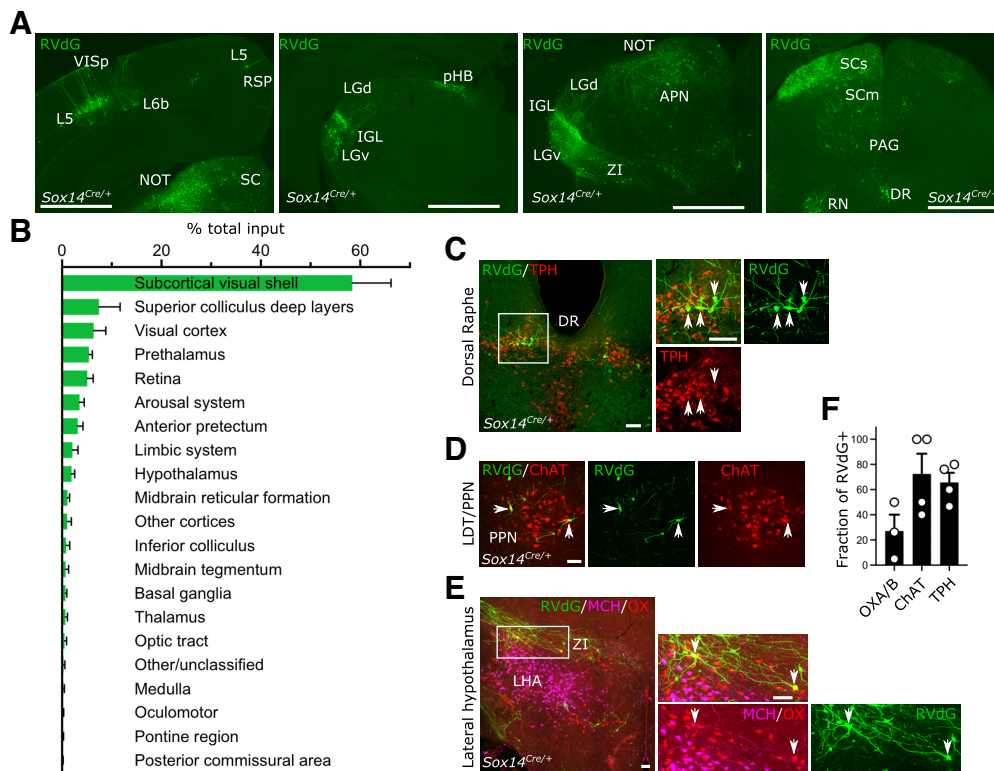 A
RVdG
VISp
L5
RSP
L5
L6b
NOT
SC
Sox14Cre/+
RVdG
LGd
pHB
IGL
LGv
Sox14Cre/+
RVdG
NOT
LGd
APN
IGL
LGv
ZI
Sox14Cre/+
RVdG
SCs
SCm
PAG
RN
DR
Sox14Cre/+
B
% total input
0 20 40 60
Subcortical visual shell
Superior colliculus deep layers
Visual cortex
Prethalamus
Retina
Arousal system
Anterior pretectum
Limbic system
Hypothalamus
Midbrain reticular formation
Other cortices
Inferior colliculus
Midbrain tegmentum
Basal ganglia
Thalamus
Optic tract
Other/unclassified
Medulla
Oculomotor
Pontine region
Posterior commissural area
C
Dorsal Raphe
RVdG/TPH
DR
Sox14Cre/+
RVdG
TPH
D
LDT/PPN
RVdG/ChAT
PPN
Sox14Cre/+
RVdG
ChAT
E
Lateral hypothalamus
RVdG/MCH/OX
ZI
LHA
Sox14Cre/+
MCH/OX
RVdG
F
Fraction of RVdG+
100
80
60
40
20
0
OXA/B
ChAT
TPH